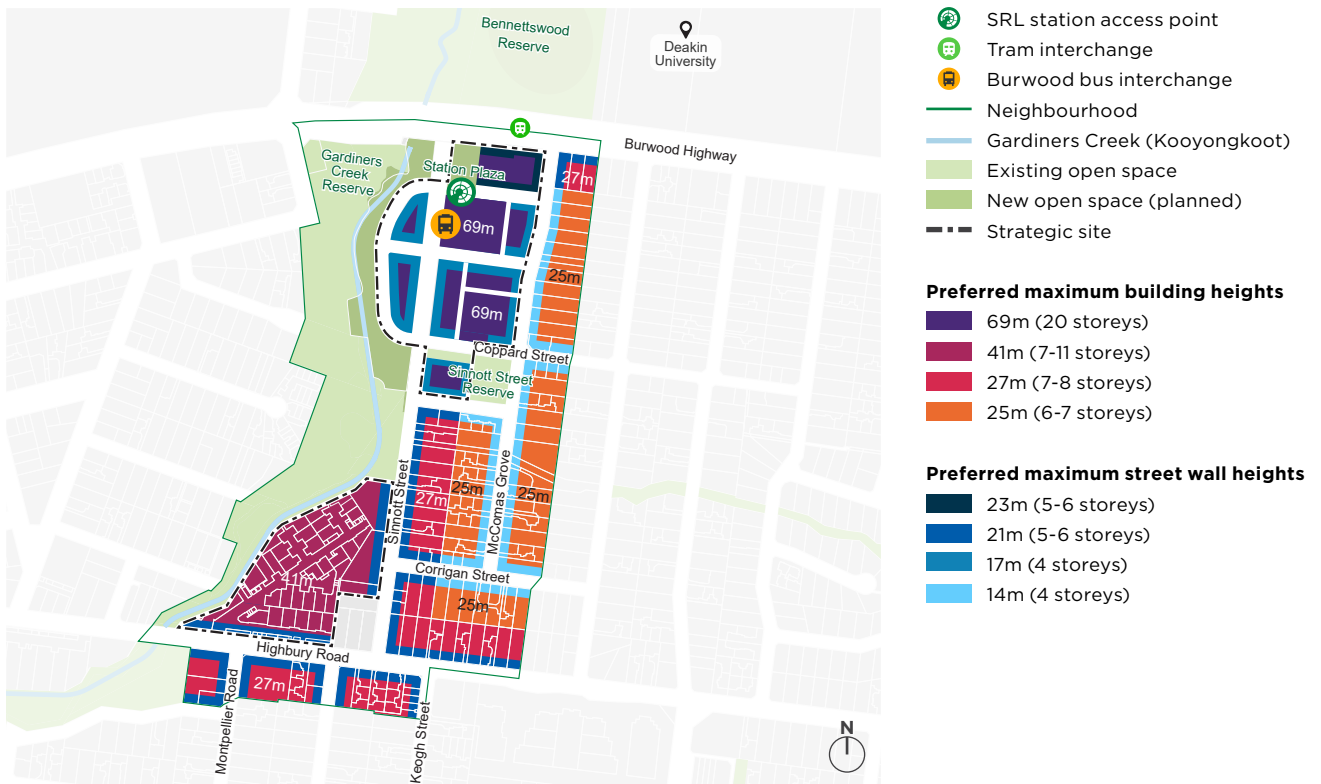 Bennettswood
Reserve
Deakin
University
Burwood Highway
Gardiners
Creek
Reserve
Station Plaza
27m
69m
25m
69m
Coppard Street
Sinnott Street
Reserve
Sinnott Street
27m
25m
McComas Grove
25m
Corrigan Street
41m
25m
Highbury Road
27m
Montpellier Road
Keogh Street
N
SRL station access point
Tram interchange
Burwood bus interchange
Neighbourhood
Gardiners Creek (Kooyongkoot)
Existing open space
New open space (planned)
Strategic site
Preferred maximum building heights
69m (20 storeys)
41m (7-11 storeys)
27m (7-8 storeys)
25m (6-7 storeys)
Preferred maximum street wall heights
23m (5-6 storeys)
21m (5-6 storeys)
17m (4 storeys)
14m (4 storeys)